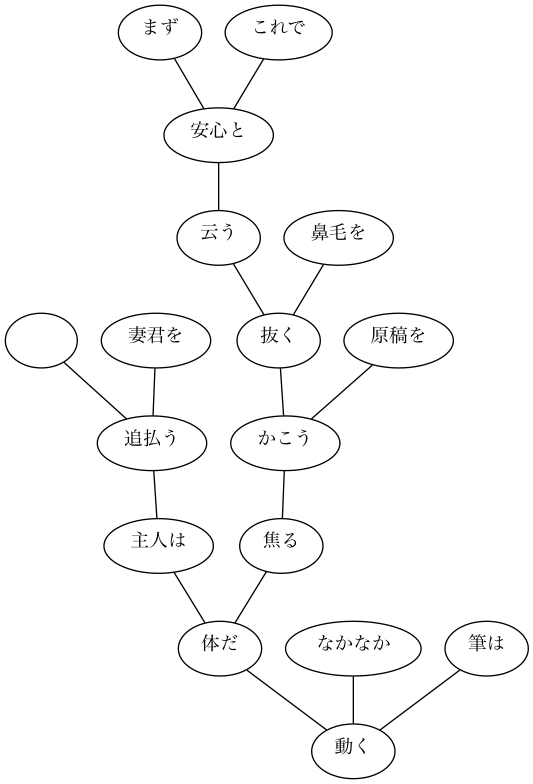 まず
これで
安心と
云う
鼻毛を
妻君を
抜く
原稿を
追払う
かこう
主人は
焦る
体だ
なかなか
筆は
動く